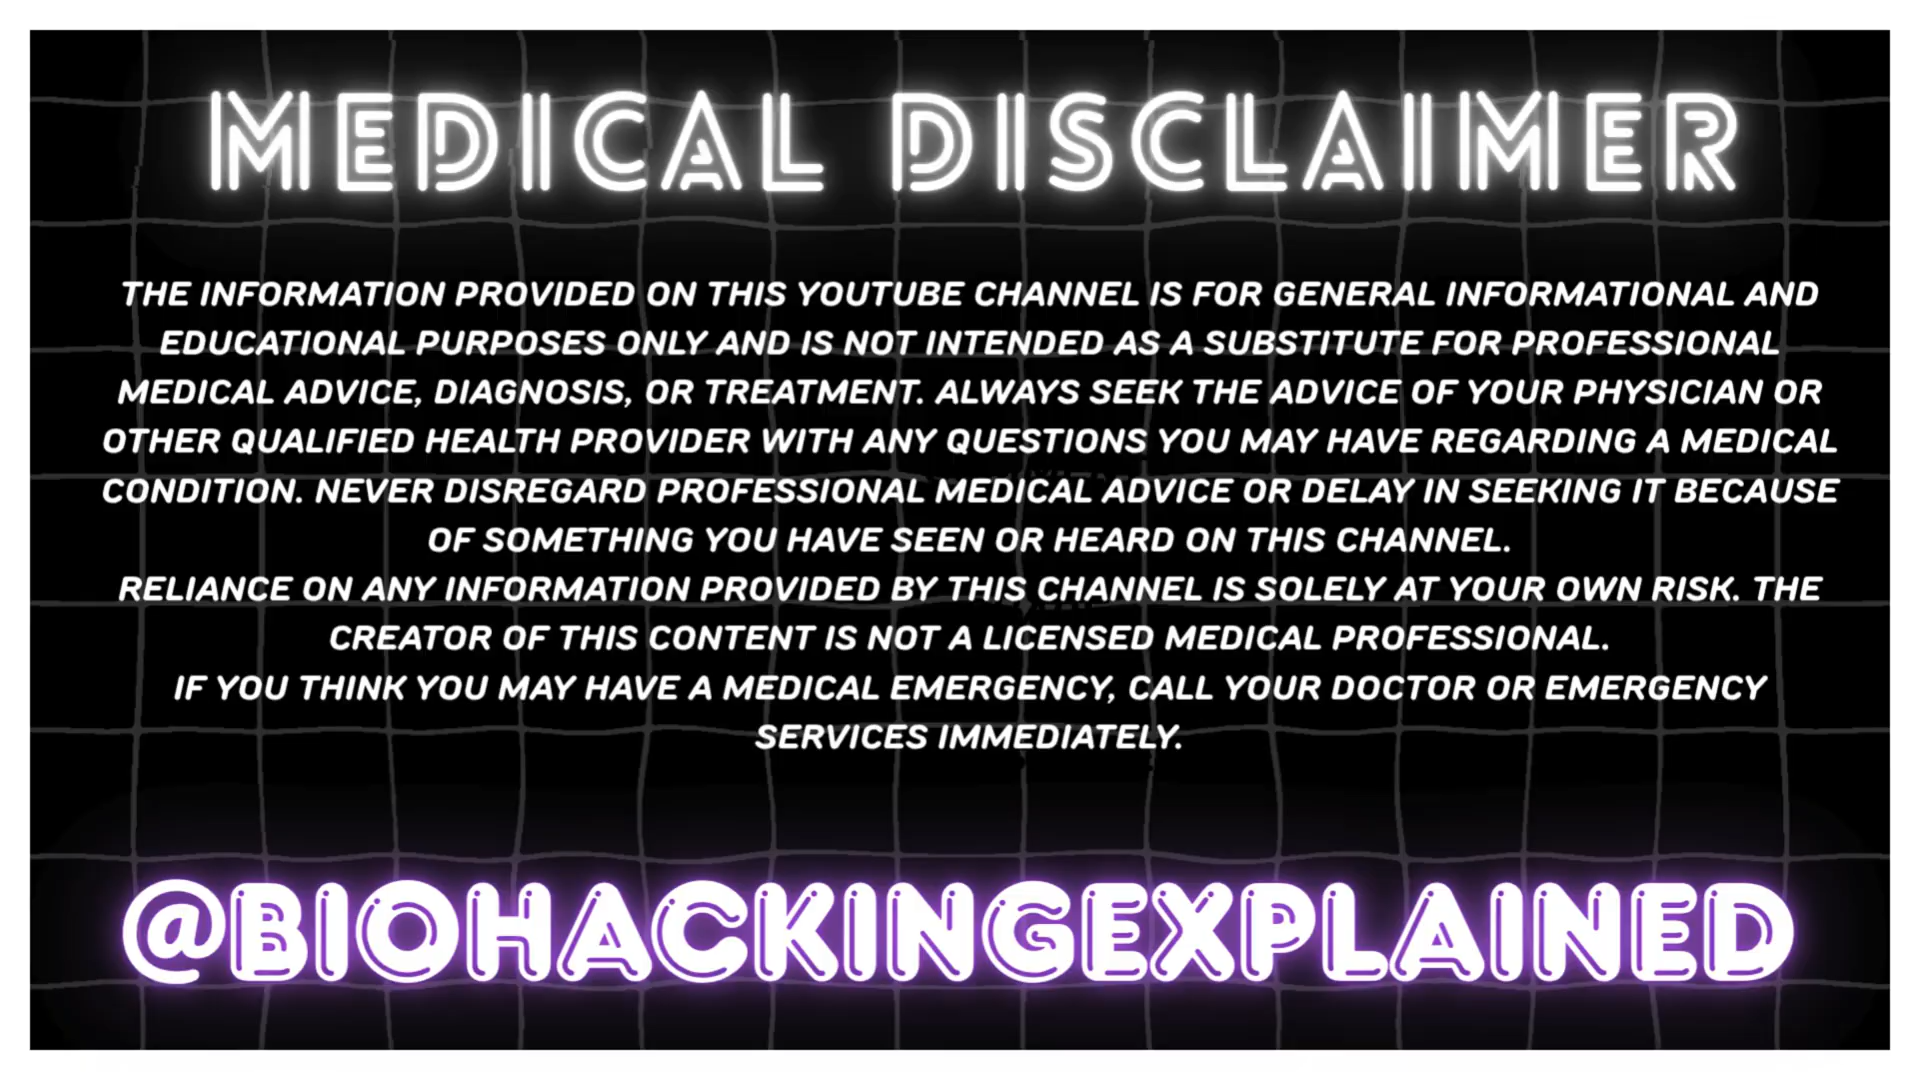 MEDICAL DISCLAIMER
THE INFORMATION PROVIDED ON THIS YOUTUBE CHANNEL IS FOR GENERAL INFORMATIONAL AND
EDUCATIONAL PURPOSES ONLY AND IS NOT INTENDED AS A SUBSTITUTE FOR PROFESSIONAL
MEDICAL ADVICE, DIAGNOSIS, OR TREATMENT. ALWAYS SEEK THE ADVICE OF YOUR PHYSICIAN OR
OTHER QUALIFIED HEALTH PROVIDER WITH ANY QUESTIONS YOU MAY HAVE REGARDING A MEDICAL
CONDITION. NEVER DISREGARD PROFESSIONAL MEDICAL ADVICE OR DELAY IN SEEKING IT BECAUSE
OF SOMETHING YOU HAVE SEEN OR HEARD ON THIS CHANNEL.
RELIANCE ON ANY INFORMATION PROVIDED BY THIS CHANNEL IS SOLELY AT YOUR OWN RISK. THE
CREATOR OF THIS CONTENT IS NOT A LICENSED MEDICAL PROFESSIONAL.
IF YOU THINK YOU MAY HAVE A MEDICAL EMERGENCY, CALL YOUR DOCTOR OR EMERGENCY
SERVICES IMMEDIATELY.
@BIOHACKINGEXPLAINED